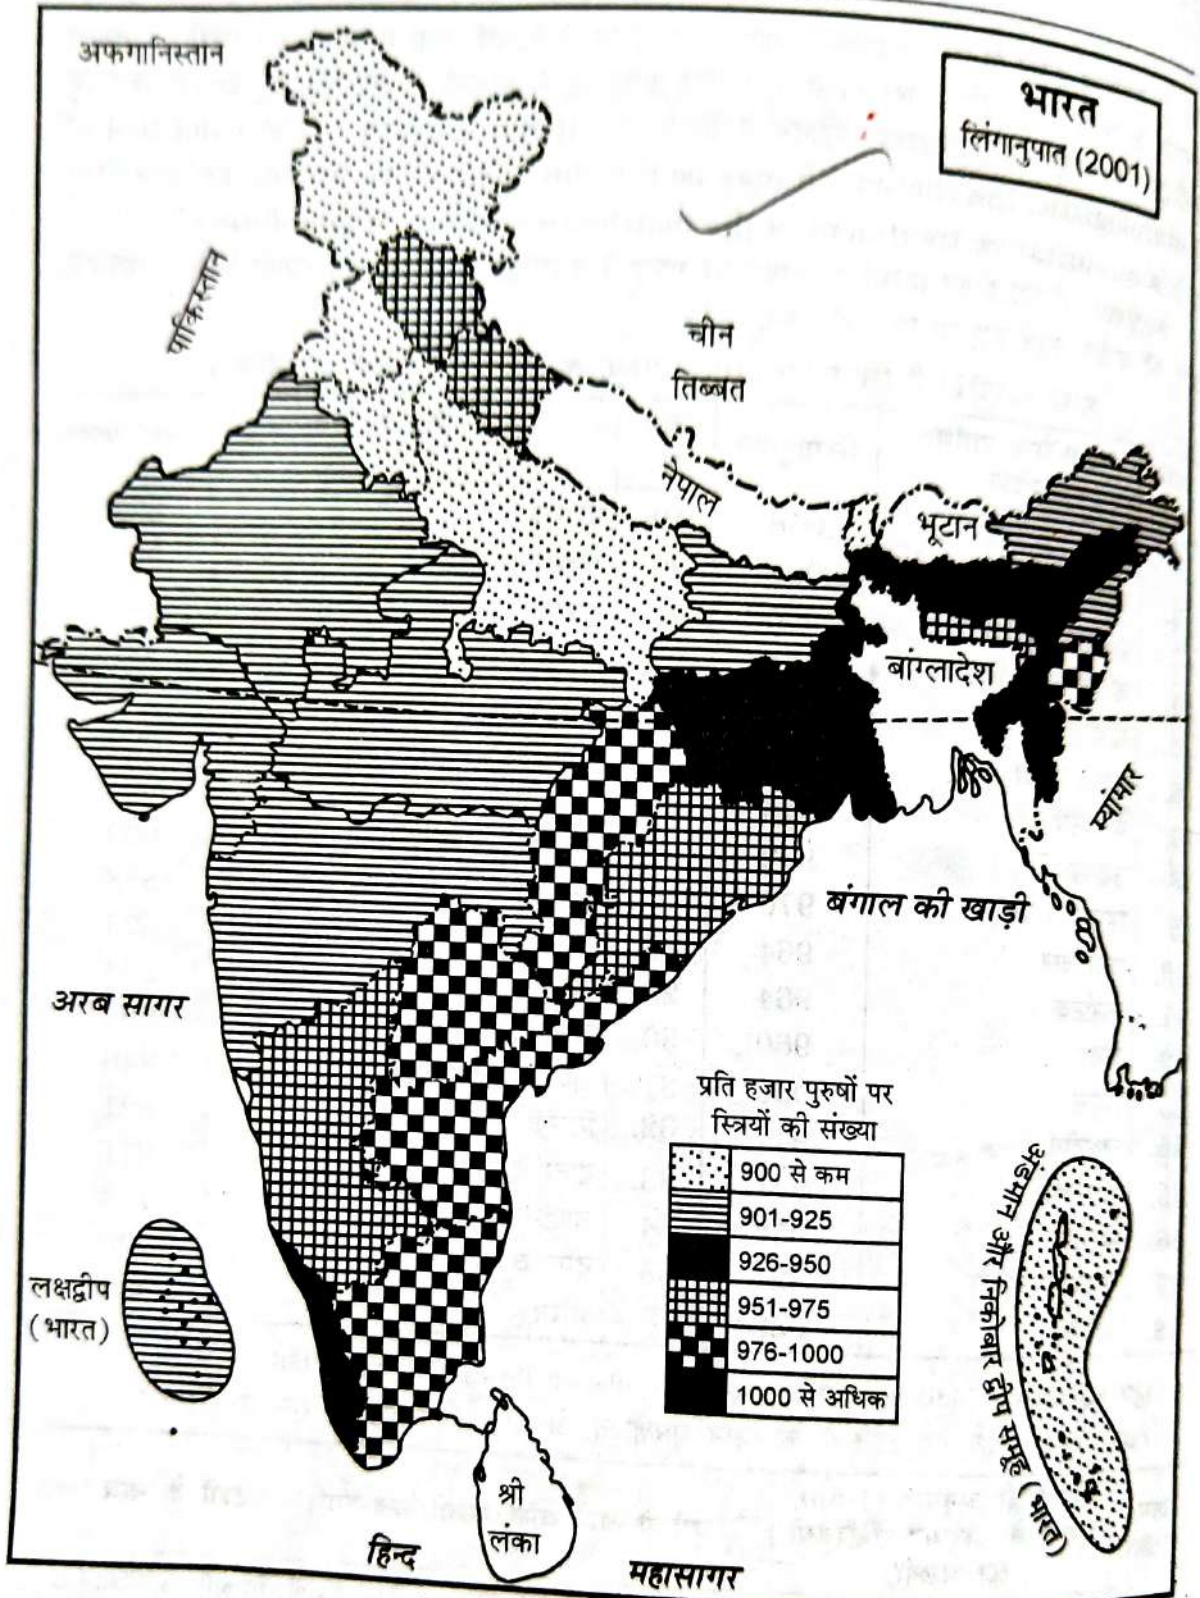 अफगानिस्तान
भारत
लिंगानुपात (2001)
पाकिस्तान
चीन
तिब्बत
नेपाल
भूटान
बांग्लादेश
म्यांमार
बंगाल की खाड़ी
अरब सागर
प्रति हजार पुरुषों पर
स्त्रियों की संख्या
900 से कम
901-925
926-950
951-975
976-1000
1000 से अधिक
लक्षद्वीप
(भारत)
अंडमान और निकोबार द्वीप समूह (भारत)
श्री
लंका
हिन्द
महासागर